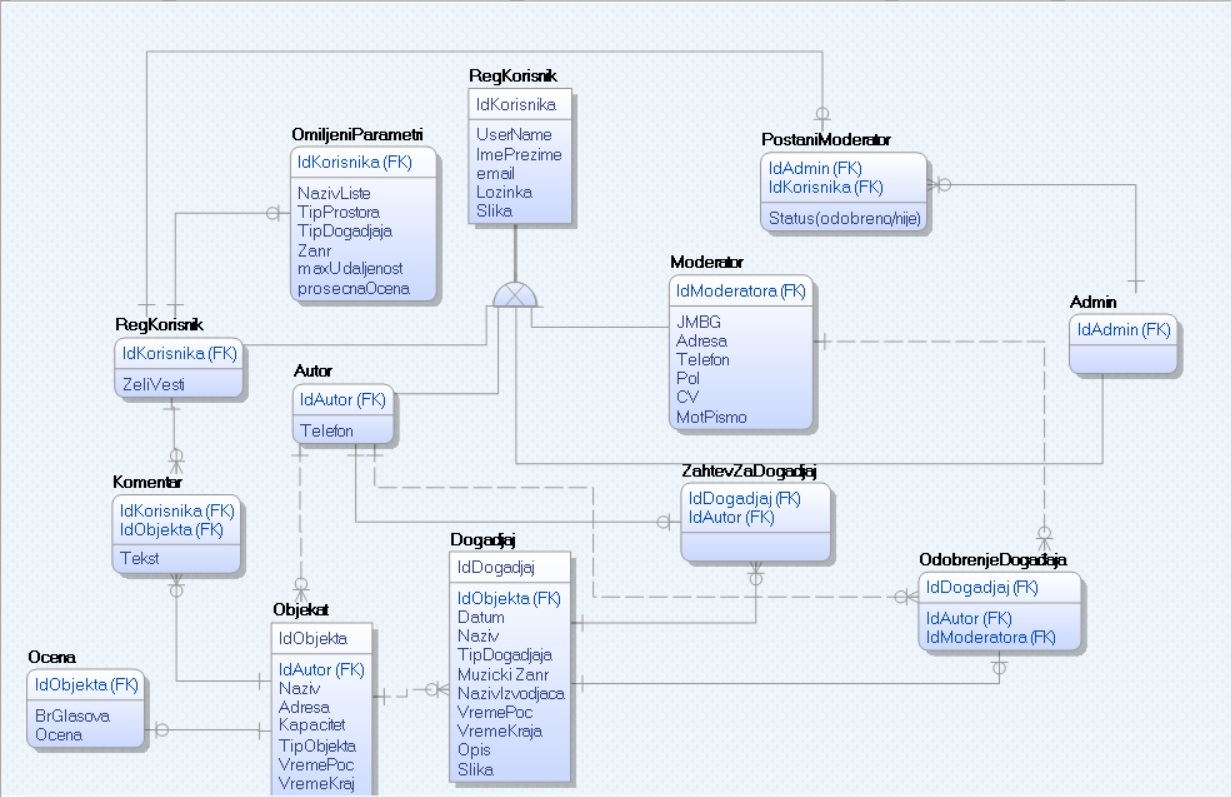 RegKorisnik
IdKorisnika
UserName
ImePrezime
email
Lozinka
Slika
OmiljeniParametri
IdKorisnika (FK)
NazivListe
TipProstora
TipDogadjaja
Zanr
maxUdaljenost
prosecnaOcena
PostaniModerator
IdAdmin (FK)
IdKorisnika (FK)
Status(odobreno/nije)
Moderator
IdModeratora (FK)
JMBG
Adresa
Telefon
Pol
CV
MotPismo
Admin
IdAdmin (FK)
RegKorisnik
IdKorisnika (FK)
ZeliVesti
Autor
IdAutor (FK)
Telefon
Komentar
IdKorisnika (FK)
IdObjekta (FK)
Tekst
ZahtevZaDogadjaj
IdDogadjaj (FK)
IdAutor (FK)
Dogadjaj
IdDogadjaj
IdObjekta (FK)
Datum
Naziv
TipDogadjaja
Muzicki Zanr
NazivIzvodjaca
VremePoc
VremeKraja
Opis
Slika
OdobrenjeDogađaja
IdDogadjaj (FK)
IdAutor (FK)
IdModeratora (FK)
Objekat
IdObjekta
IdAutor (FK)
Naziv
Adresa
Kapacitet
TipObjekta
VremePoc
VremeKraj
Ocena
IdObjekta (FK)
BrGlasova
Ocena